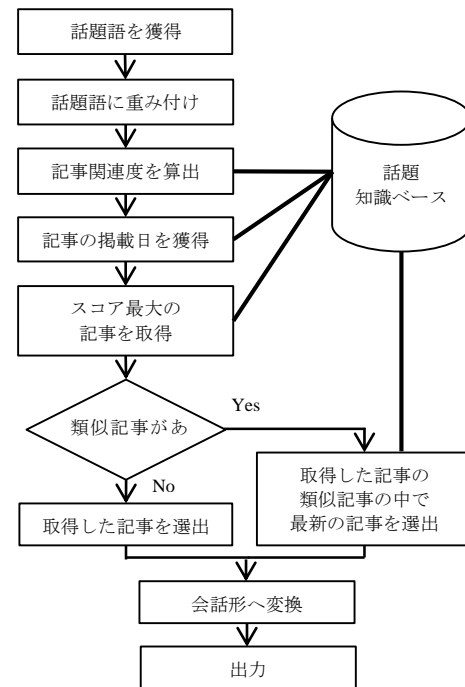 話題語を獲得
話題語に重み付け
記事関連度を算出
記事の掲載日を獲得
スコア最大の
記事を取得
話題
知識ベース
類似記事があ
Yes
No
取得した記事を選出
取得した記事の
類似記事の中で
最新の記事を選出
会話形へ変換
出力